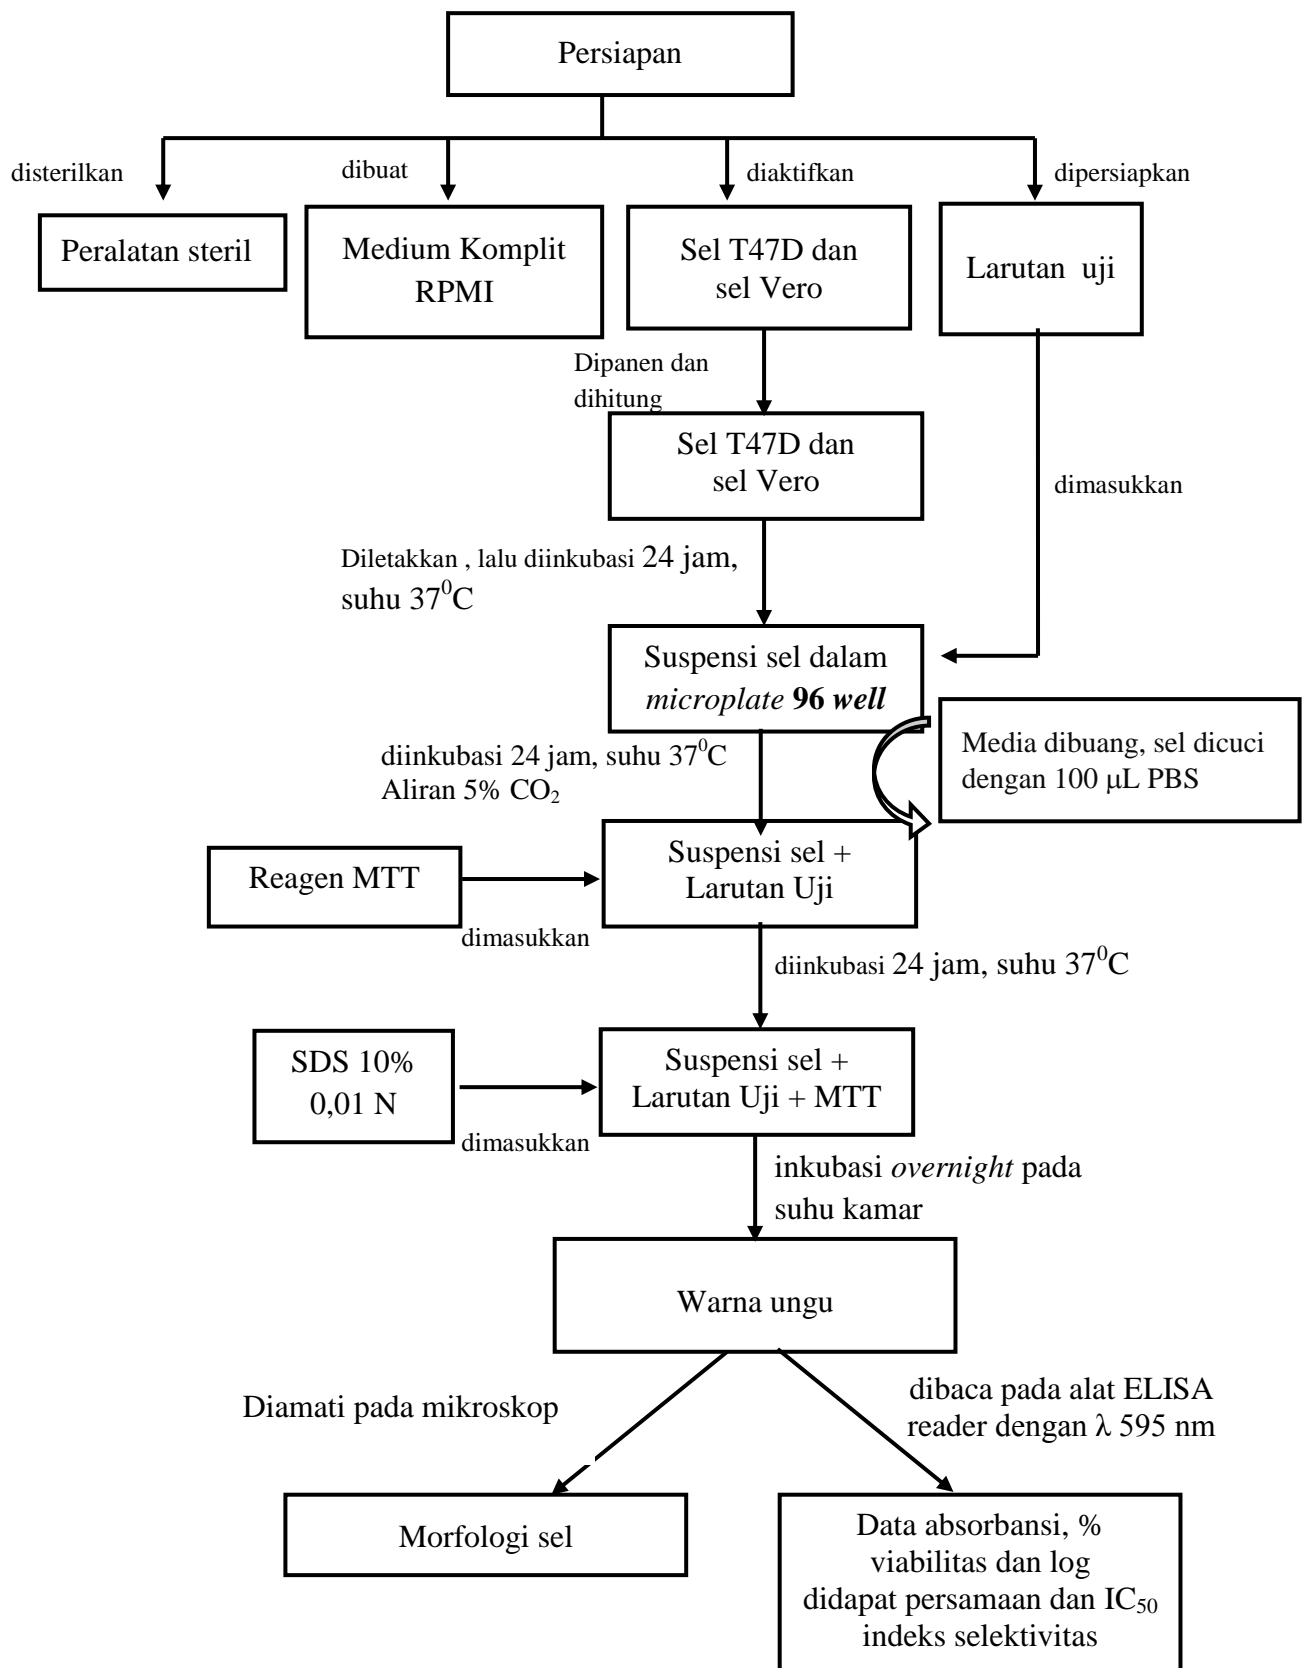 Persiapan
disterilkan
dibuat
diaktifkan
dipersiapkan
Peralatan steril
Medium Komplit
RPMI
Sel T47D dan
sel Vero
Larutan uji
Dipanen dan
dihitung
Sel T47D dan
sel Vero
dimasukkan
Diletakkan , lalu diinkubasi 24 jam,
suhu 37⁰C
Suspensi sel dalam
microplate 96 well
Media dibuang, sel dicuci
dengan 100 µL PBS
diinkubasi 24 jam, suhu 37⁰C
Aliran 5% CO₂
Reagen MTT
dimasukkan
Suspensi sel +
Larutan Uji
diinkubasi 24 jam, suhu 37⁰C
SDS 10%
0,01 N
dimasukkan
Suspensi sel +
Larutan Uji + MTT
inkubasi overnight pada
suhu kamar
Warna ungu
Diamati pada mikroskop
dibaca pada alat ELISA
reader dengan λ 595 nm
Morfologi sel
Data absorbansi, %
viabilitas dan log
didapat persamaan dan IC₅₀
indeks selektivitas